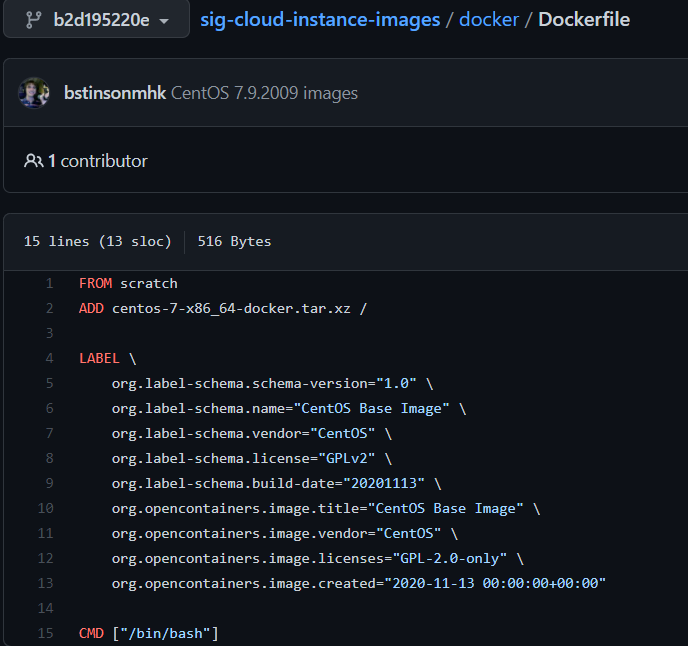 b2d195220e sig-cloud-instance-images / docker / Dockerfile
bstinsonmhk CentOS 7.9.2009 images
1 contributor
15 lines (13 sloc) 516 Bytes
1 FROM scratch
2 ADD centos-7-x86_64-docker.tar.xz /
3
4 LABEL \
5     org.label-schema.schema-version="1.0" \
6     org.label-schema.name="CentOS Base Image" \
7     org.label-schema.vendor="CentOS" \
8     org.label-schema.license="GPLv2" \
9     org.label-schema.build-date="20201113" \
10     org.opencontainers.image.title="CentOS Base Image" \
11     org.opencontainers.image.vendor="CentOS" \
12     org.opencontainers.image.licenses="GPL-2.0-only" \
13     org.opencontainers.image.created="2020-11-13 00:00:00+00:00"
14
15 CMD ["/bin/bash"]